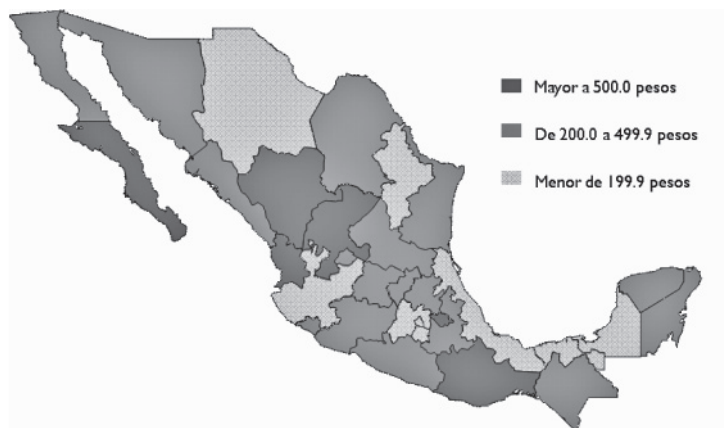 Mayor a 500.0 pesos
De 200.0 a 499.9 pesos
Menor de 199.9 pesos